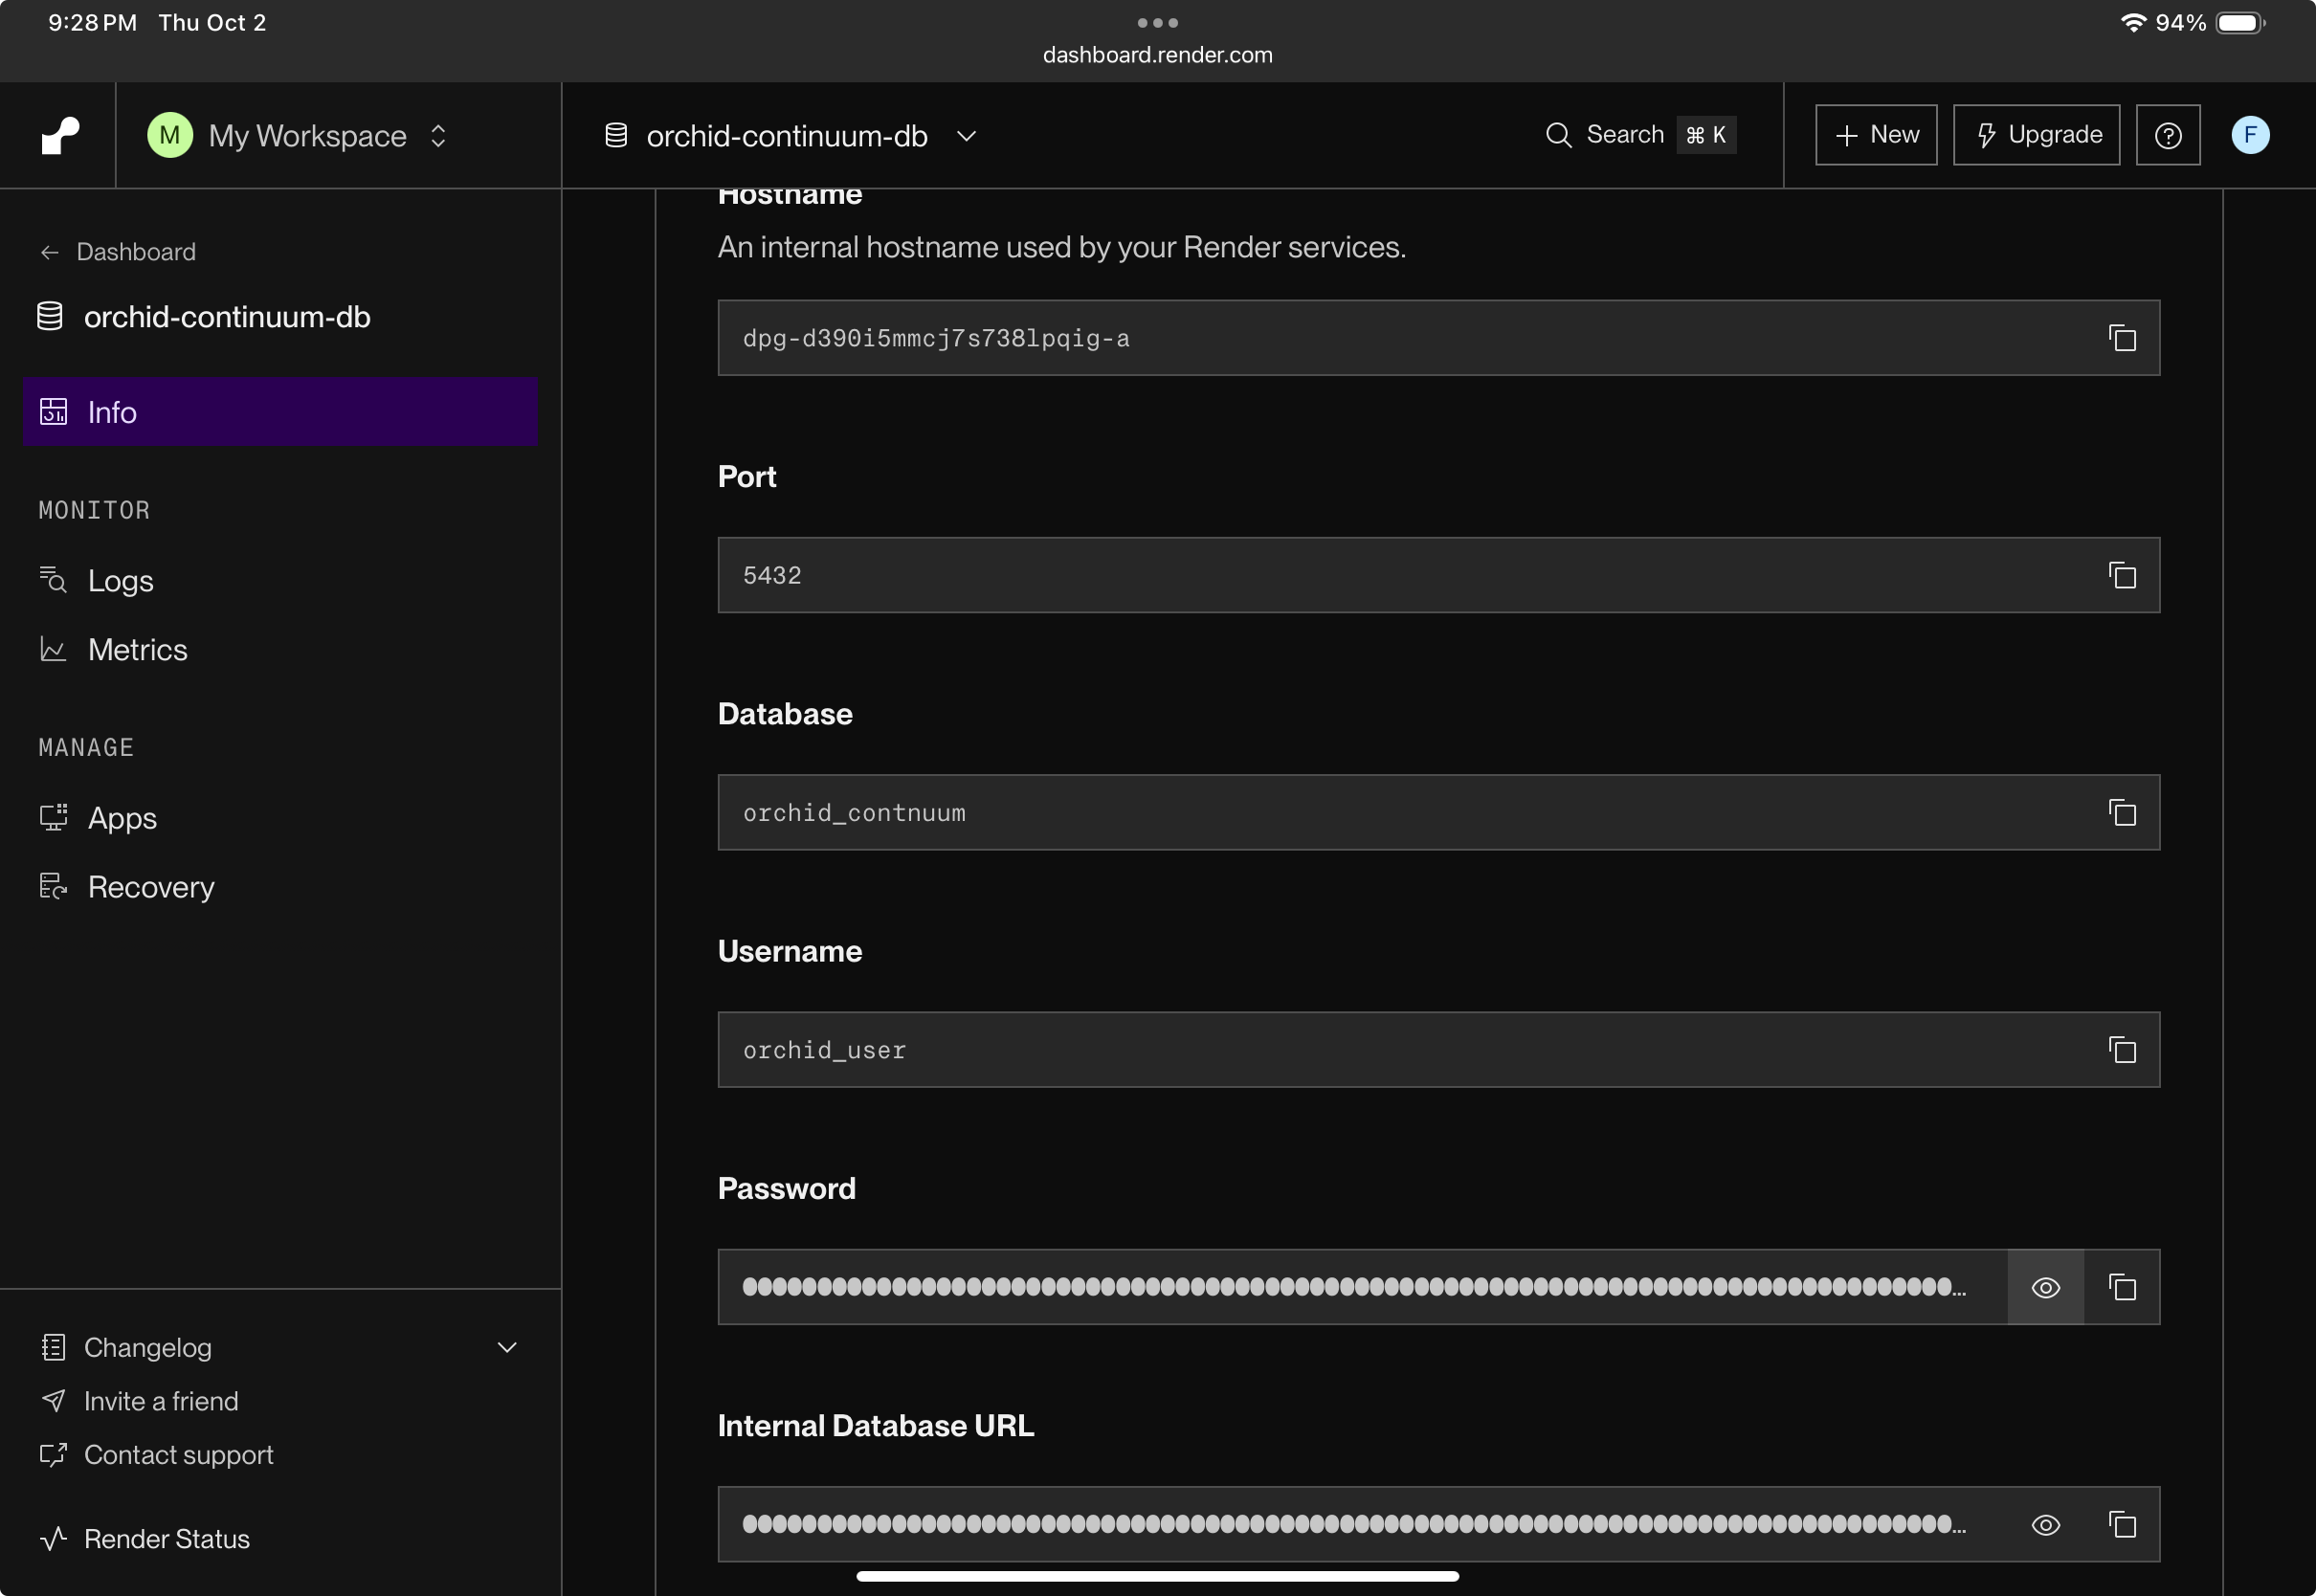 9:28 PM Thu Oct 2
94%
dashboard.render.com
M My Workspace
orchid-continuum-db
Search ⌘ K
+ New
Upgrade
F
← Dashboard
orchid-continuum-db
Info
MONITOR
Logs
Metrics
MANAGE
Apps
Recovery
Changelog
Invite a friend
Contact support
Render Status
Hostname
An internal hostname used by your Render services.
dpg-d390i5mmcj7s738lpqig-a
Port
5432
Database
orchid_contnuum
Username
orchid_user
Password
Internal Database URL